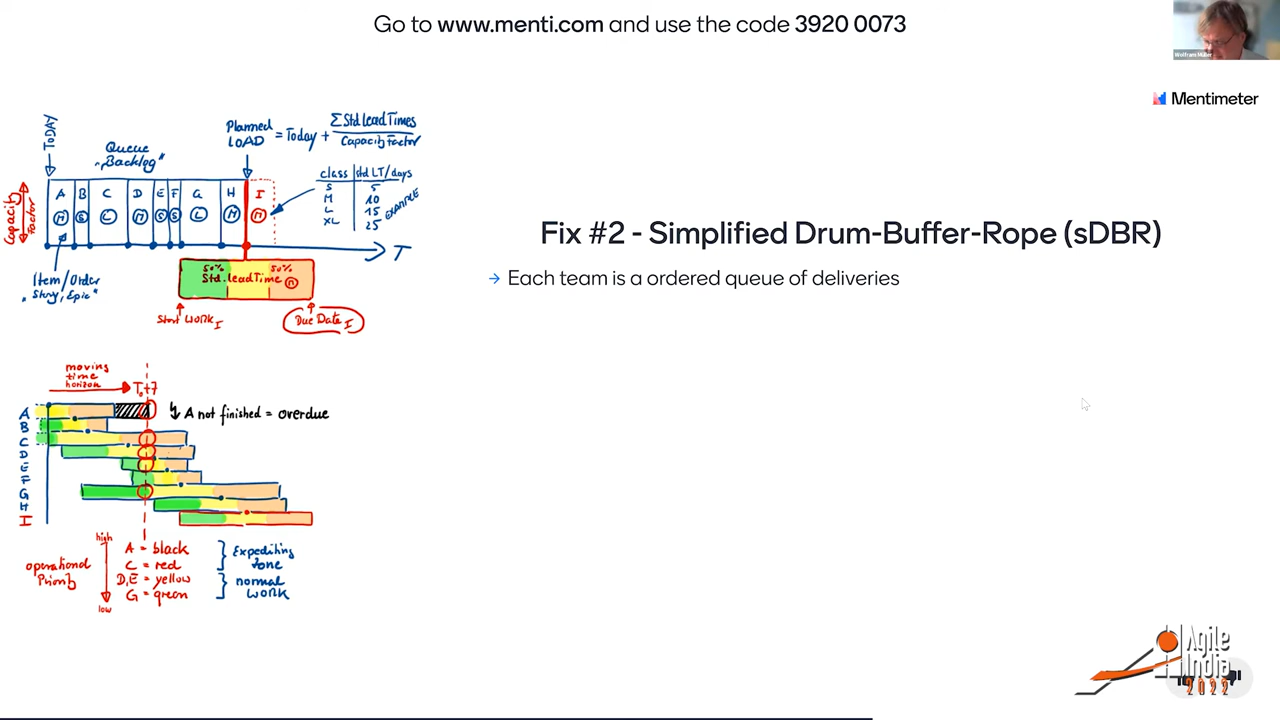 Go to www.menti.com and use the code 3920 0073
Wolfram Müller
Mentimeter
TODAY
Queue
"Backlog"
Planned
LOAD
= Today +
Σ Std Lead Times
Capacity Factor
Capacity
Factor
A B C D E F G H I
M S L M S S L M M
class std LT/days
S 5
M 10
L 15
XL 25
EXAMPLE
T
Item/Order
"Story, Epic"
50% 50%
Std. lead Time M
Start WORK I
Due Date I
Fix #2 - Simplified Drum-Buffer-Rope (sDBR)
→ Each team is a ordered queue of deliveries
moving
time
horizon
T0+7
A
B
C
D
E
F
G
H
I
A not finished = overdue
operational
Priority
high
low
A = black
C = red
D,E = yellow
G = green
Expediting
Zone
normal
WORK
Agile
India
2022